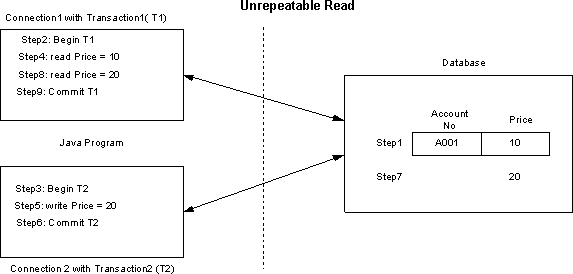 Unrepeatable Read
Connection1 with Transaction1( T1)
Step2: Begin T1
Step4: read Price = 10
Step8: read Price = 20
Step9: Commit T1
Java Program
Step3: Begin T2
Step5: write Price = 20
Step6: Commit T2
Connection 2 with Transaction2 (T2)
Database
Account No Price
Step1 A001 10
Step7 20